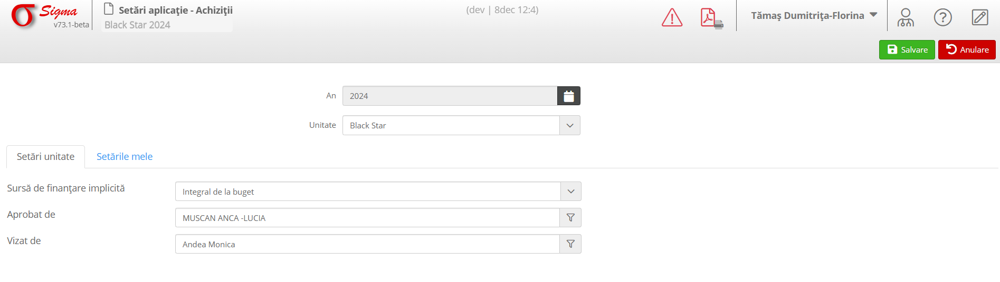 σ Sigma
v73.1-beta
Setări aplicaţie - Achiziţii
Black Star 2024
(dev | 8dec 12:4)
Tămaş Dumitriţa-Florina
Salvare
Anulare
An
2024
Unitate
Black Star
Setări unitate
Setările mele
Sursă de finanţare implicită
Integral de la buget
Aprobat de
MUSCAN ANCA -LUCIA
Vizat de
Andea Monica